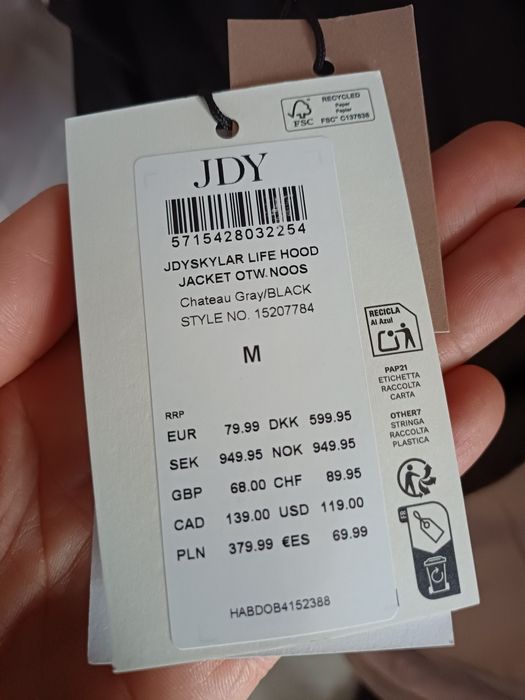 RECYCLED
Paper
Papier
FSC
FSC® C137636
JDY
5715428032254
JDYSKYLAR LIFE HOOD
JACKET OTW.NOOS
Chateau Gray/BLACK
STYLE NO. 15207784
M
RRP
EUR 79.99 DKK 599.95
SEK 949.95 NOK 949.95
GBP 68.00 CHF 89.95
CAD 139.00 USD 119.00
PLN 379.99 €ES 69.99
HABDOB4152388
RECICLA
Al Azul
PAP21
ETICHETTA
RACCOLTA
CARTA
OTHER7
STRINGA
RACCOLTA
PLASTICA
FR